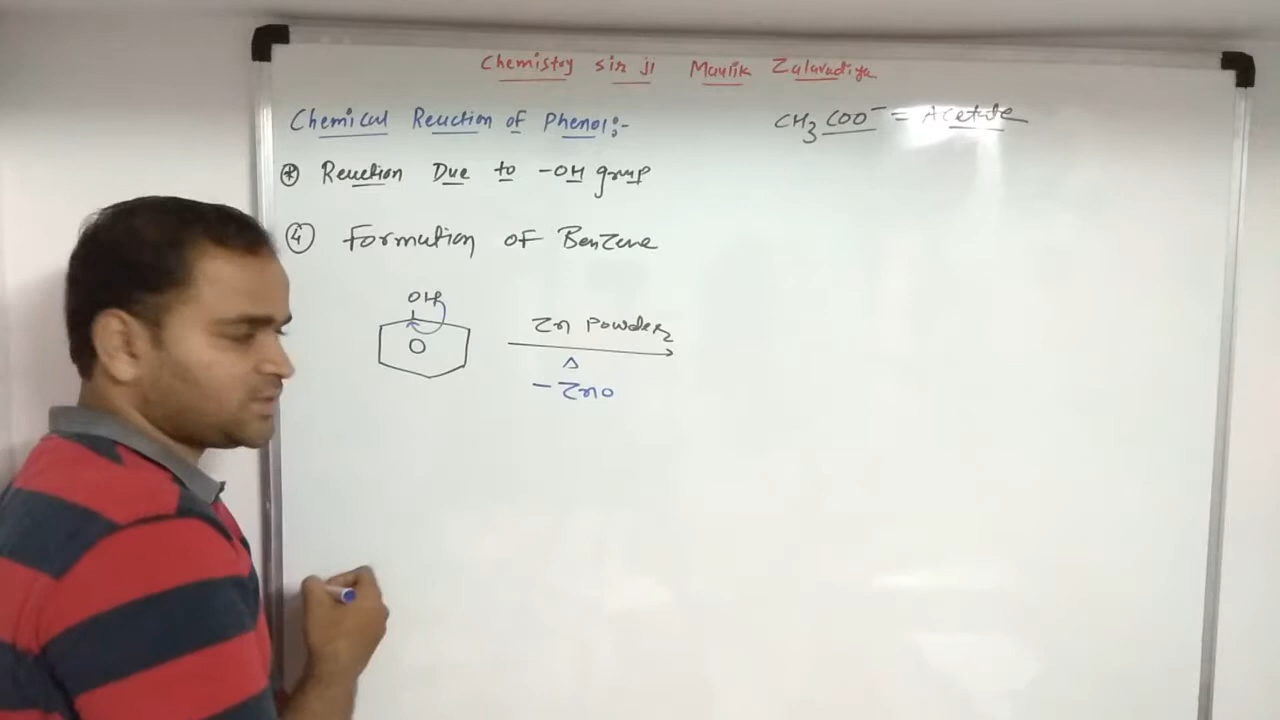 Chemistry sir ji Maulik Zalavadiya
Chemical Reaction of Phenol:-
CH3COO⁻ = Acetate
* Reaction Due to -OH group
4 Formation of Benzene
OH
Zn Powder
Δ
- ZnO